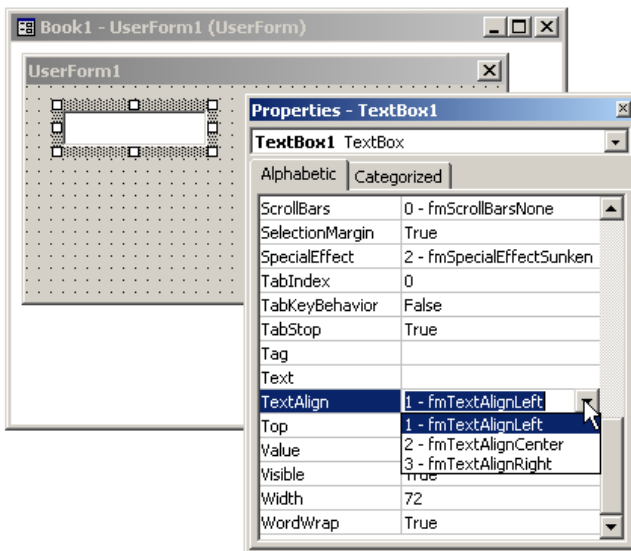 Book1 - UserForm1 (UserForm)
UserForm1
Properties - TextBox1
TextBox1 TextBox
Alphabetic Categorized
ScrollBars 0 - fmScrollBarsNone
SelectionMargin True
SpecialEffect 2 - fmSpecialEffectSunken
TabIndex 0
TabKeyBehavior False
TabStop True
Tag
Text
TextAlign 1 - fmTextAlignLeft
Top 1 - fmTextAlignLeft
Value 2 - fmTextAlignCenter
3 - fmTextAlignRight
Visible True
Width 72
WordWrap True